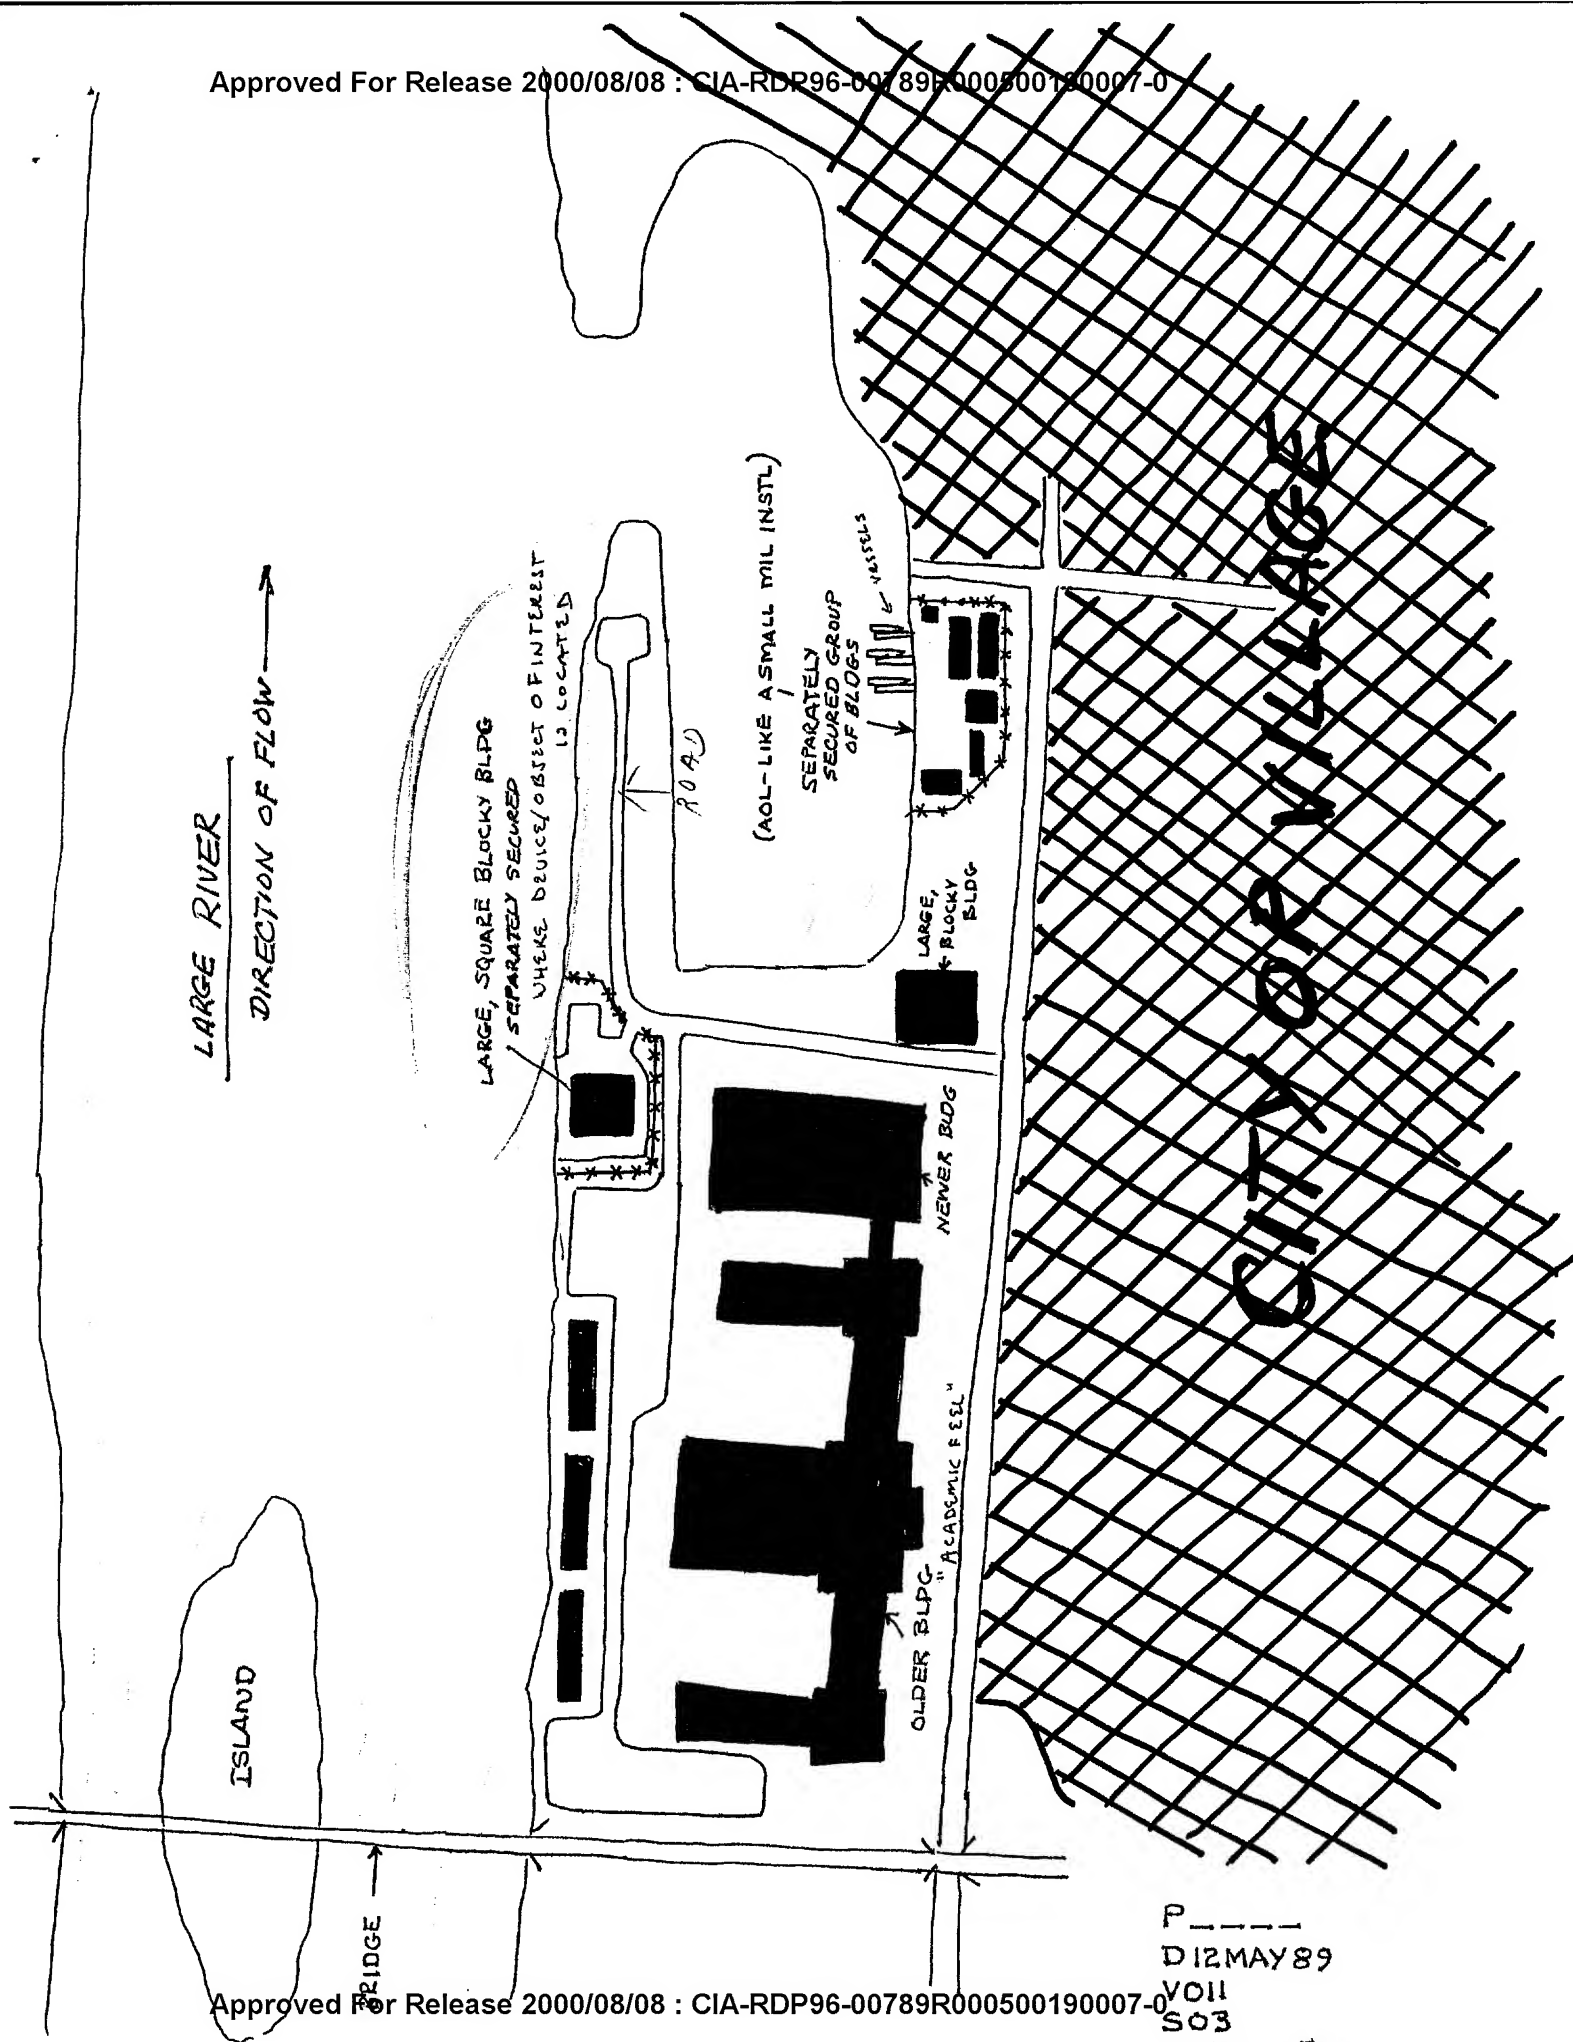 Approved For Release 2000/08/08 : CIA-RDP96-00789R000500190007-0
LARGE RIVER
DIRECTION OF FLOW
LARGE, SQUARE BLOCKY BLDG
SEPARATELY SECURED
WHERE DEVICE/OBJECT OF INTEREST
IS LOCATED
ROAD
(AOL-LIKE A SMALL MIL INSTL)
SEPARATELY
SECURED GROUP
OF BLDGS
VESSELS
LARGE,
BLOCKY
BLDG
NEWER BLDG
OLDER BLDG-
"ACADEMIC FEEL"
CITY OR VILLAGE
ISLAND
BRIDGE
P----
D12MAY89
V011
S03
Approved For Release 2000/08/08 : CIA-RDP96-00789R000500190007-0